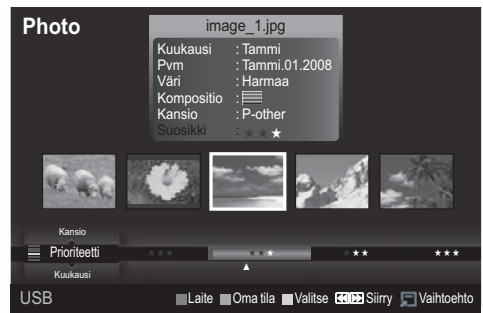 Photo
image_1.jpg
Kuukausi : Tammi
Pvm : Tammi.01.2008
Väri : Harmaa
Kompositio :
Kansio : P-other
Suosikki : ★ ★ ★
Kansio
Prioriteetti ★★★ ★★★ ★★★ ★★★
Kuukausi
USB Laite Oma tila Valitse Siirry Vaihtoehto